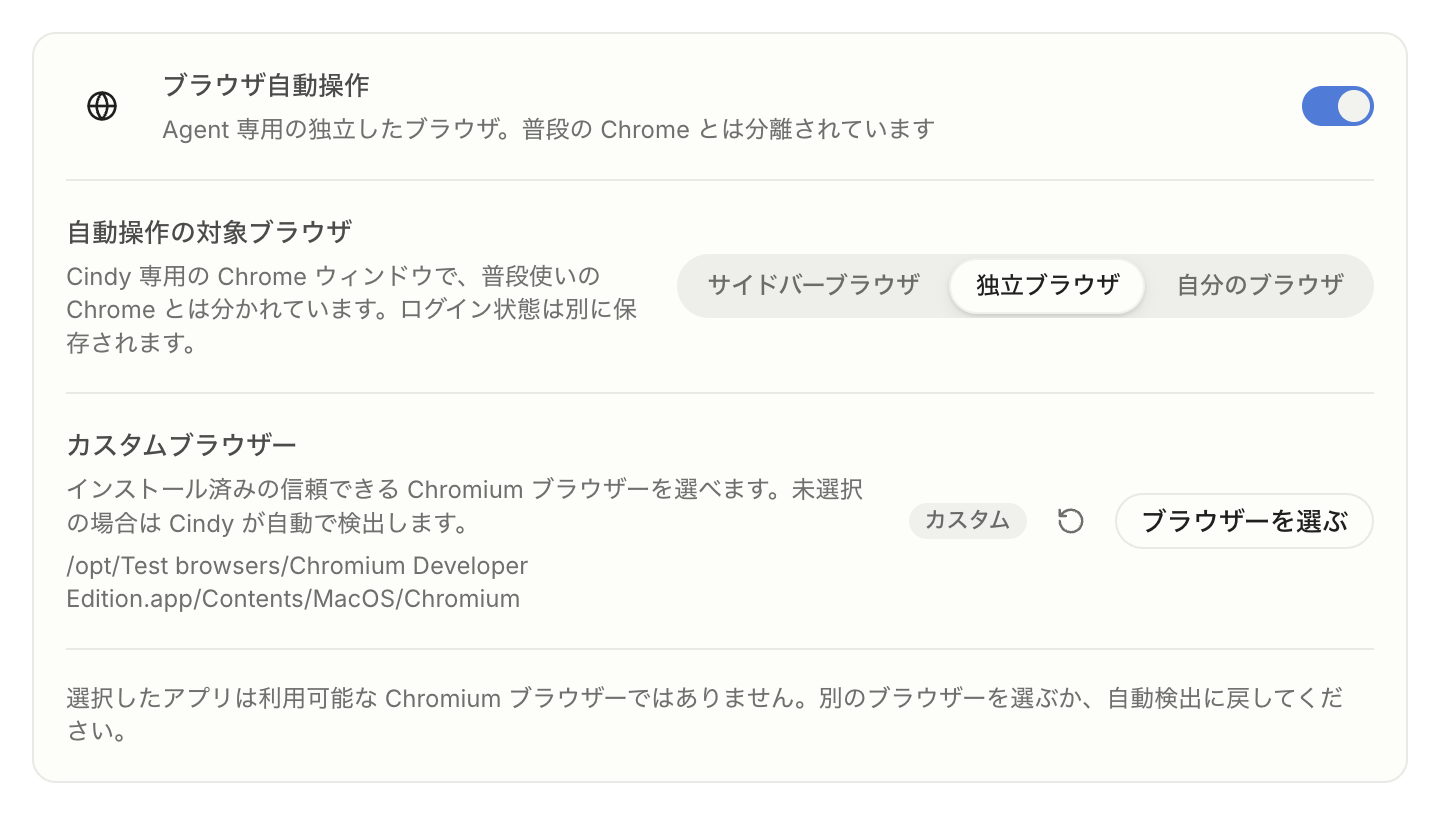 ブラウザ自動操作
Agent 専用の独立したブラウザ。普段の Chrome とは分離されています
自動操作の対象ブラウザ
Cindy 専用の Chrome ウィンドウで、普段使いの
Chrome とは分かれています。ログイン状態は別に保
存されます。
サイドバーブラウザ
独立ブラウザ
自分のブラウザ
カスタムブラウザー
インストール済みの信頼できる Chromium ブラウザーを選べます。未選択
の場合は Cindy が自動で検出します。
/opt/Test browsers/Chromium Developer
Edition.app/Contents/MacOS/Chromium
カスタム
ブラウザーを選ぶ
選択したアプリは利用可能な Chromium ブラウザーではありません。別のブラウザーを選ぶか、自動検出に戻してくだ
さい。